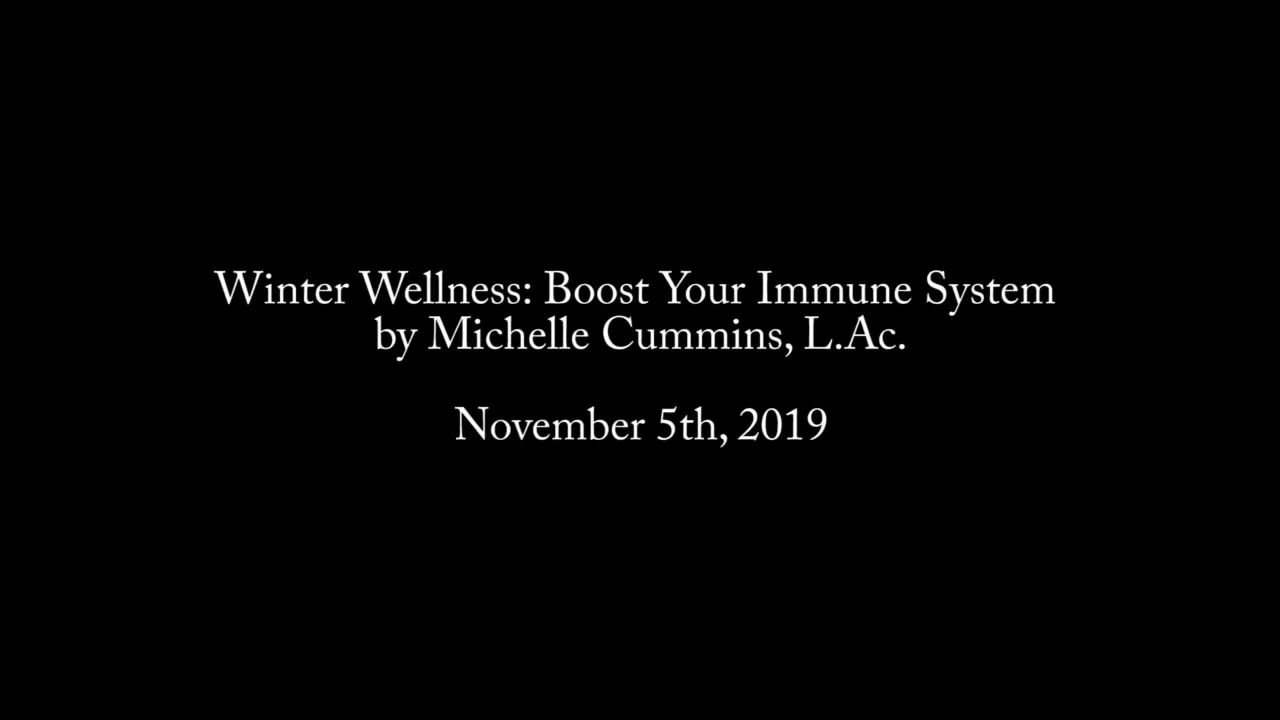 Winter Wellness: Boost Your Immune System
by Michelle Cummins, L.Ac.
November 5th, 2019